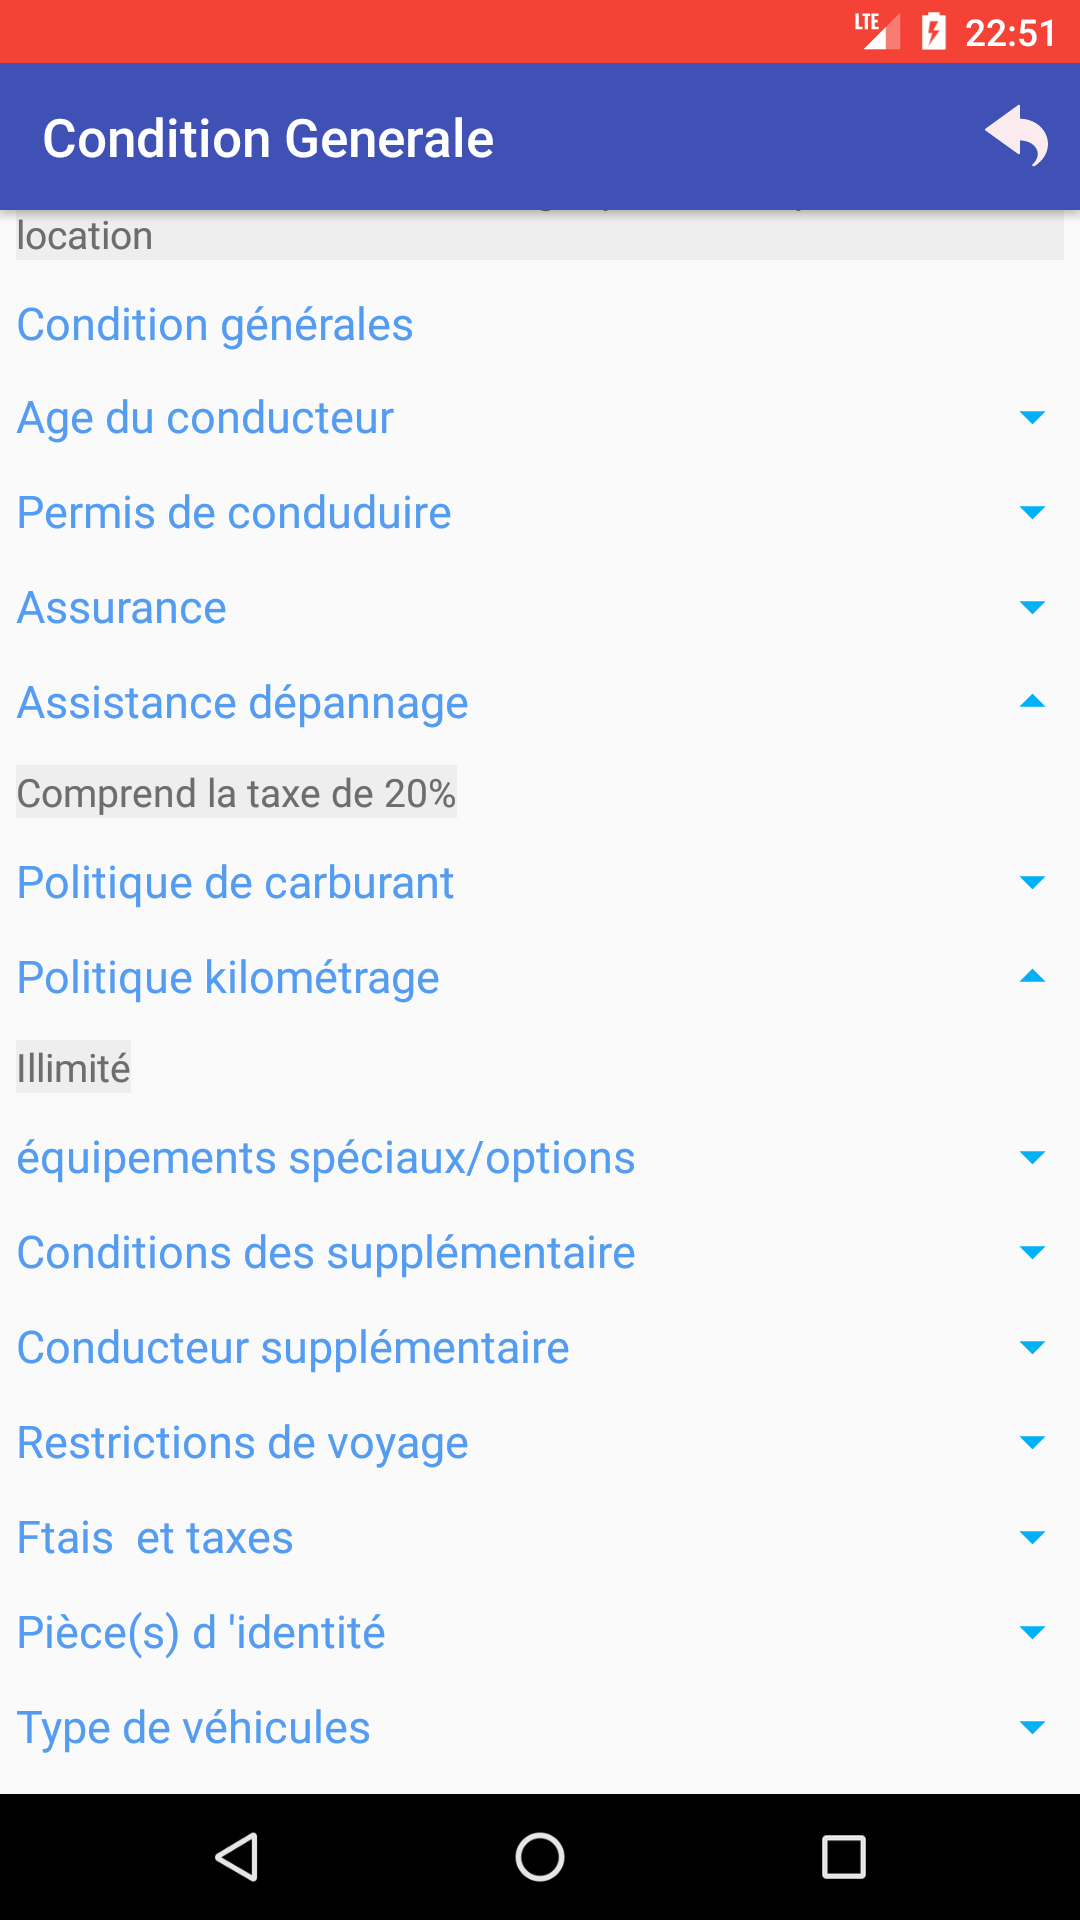 LTE 22:51
Condition Generale
location
Condition générales
Age du conducteur
Permis de conduduire
Assurance
Assistance dépannage
Comprend la taxe de 20%
Politique de carburant
Politique kilométrage
Illimité
équipements spéciaux/options
Conditions des supplémentaire
Conducteur supplémentaire
Restrictions de voyage
Ftais  et taxes
Pièce(s) d 'identité
Type de véhicules